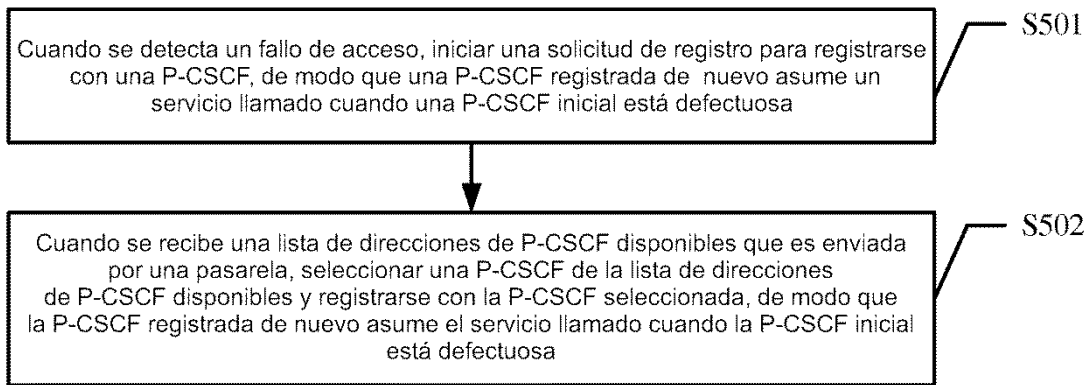 Cuando se detecta un fallo de acceso, iniciar una solicitud de registro para registrarse
con una P-CSCF, de modo que una P-CSCF registrada de nuevo asume un
servicio llamado cuando una P-CSCF inicial está defectuosa
S501
Cuando se recibe una lista de direcciones de P-CSCF disponibles que es enviada
por una pasarela, seleccionar una P-CSCF de la lista de direcciones
de P-CSCF disponibles y registrarse con la P-CSCF seleccionada, de modo que
la P-CSCF registrada de nuevo asume el servicio llamado cuando la P-CSCF inicial
está defectuosa
S502